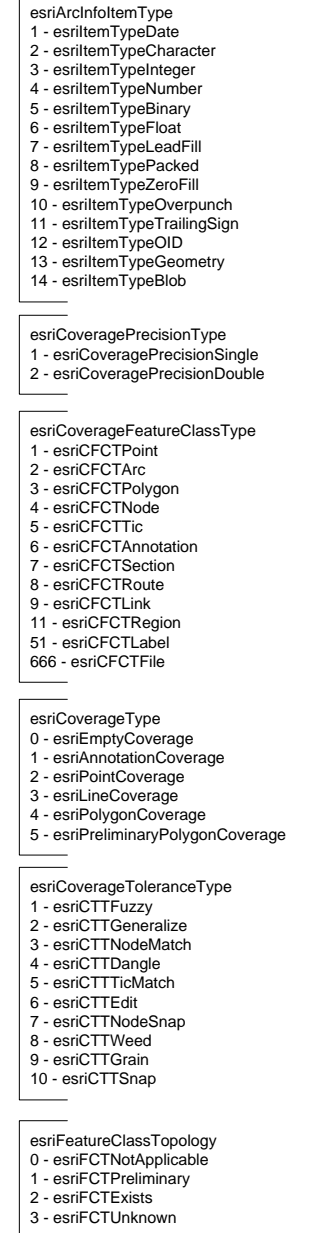 esriArcInfoItemType
1 - esriItemTypeDate
2 - esriItemTypeCharacter
3 - esriItemTypeInteger
4 - esriItemTypeNumber
5 - esriItemTypeBinary
6 - esriItemTypeFloat
7 - esriItemTypeLeadFill
8 - esriItemTypePacked
9 - esriItemTypeZeroFill
10 - esriItemTypeOverpunch
11 - esriItemTypeTrailingSign
12 - esriItemTypeOID
13 - esriItemTypeGeometry
14 - esriItemTypeBlob
esriCoveragePrecisionType
1 - esriCoveragePrecisionSingle
2 - esriCoveragePrecisionDouble
esriCoverageFeatureClassType
1 - esriCFCTPoint
2 - esriCFCTArc
3 - esriCFCTPolygon
4 - esriCFCTNode
5 - esriCFCTTic
6 - esriCFCTAnnotation
7 - esriCFCTSection
8 - esriCFCTRoute
9 - esriCFCTLink
11 - esriCFCTRegion
51 - esriCFCTLabel
666 - esriCFCTFile
esriCoverageType
0 - esriEmptyCoverage
1 - esriAnnotationCoverage
2 - esriPointCoverage
3 - esriLineCoverage
4 - esriPolygonCoverage
5 - esriPreliminaryPolygonCoverage
esriCoverageToleranceType
1 - esriCTTFuzzy
2 - esriCTTGeneralize
3 - esriCTTNodeMatch
4 - esriCTTDangle
5 - esriCTTTicMatch
6 - esriCTTEdit
7 - esriCTTNodeSnap
8 - esriCTTWeed
9 - esriCTTGrain
10 - esriCTTSnap
esriFeatureClassTopology
0 - esriFCTNotApplicable
1 - esriFCTPreliminary
2 - esriFCTExists
3 - esriFCTUnknown